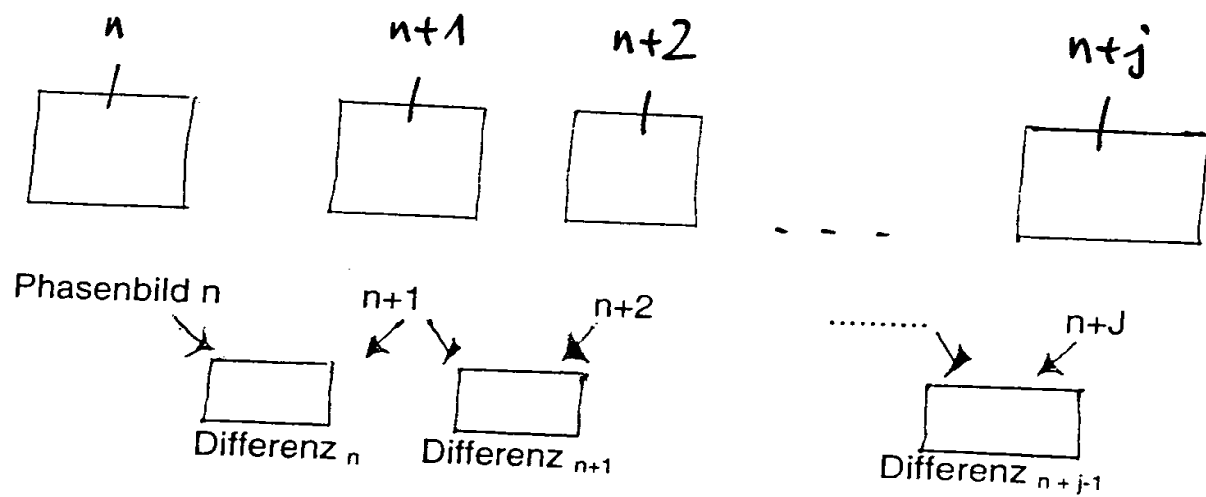 n n+1 n+2 n+j
- - -
Phasenbild n n+1 n+2 .......... n+J
Differenz n Differenz n+1 Differenz n + j-1